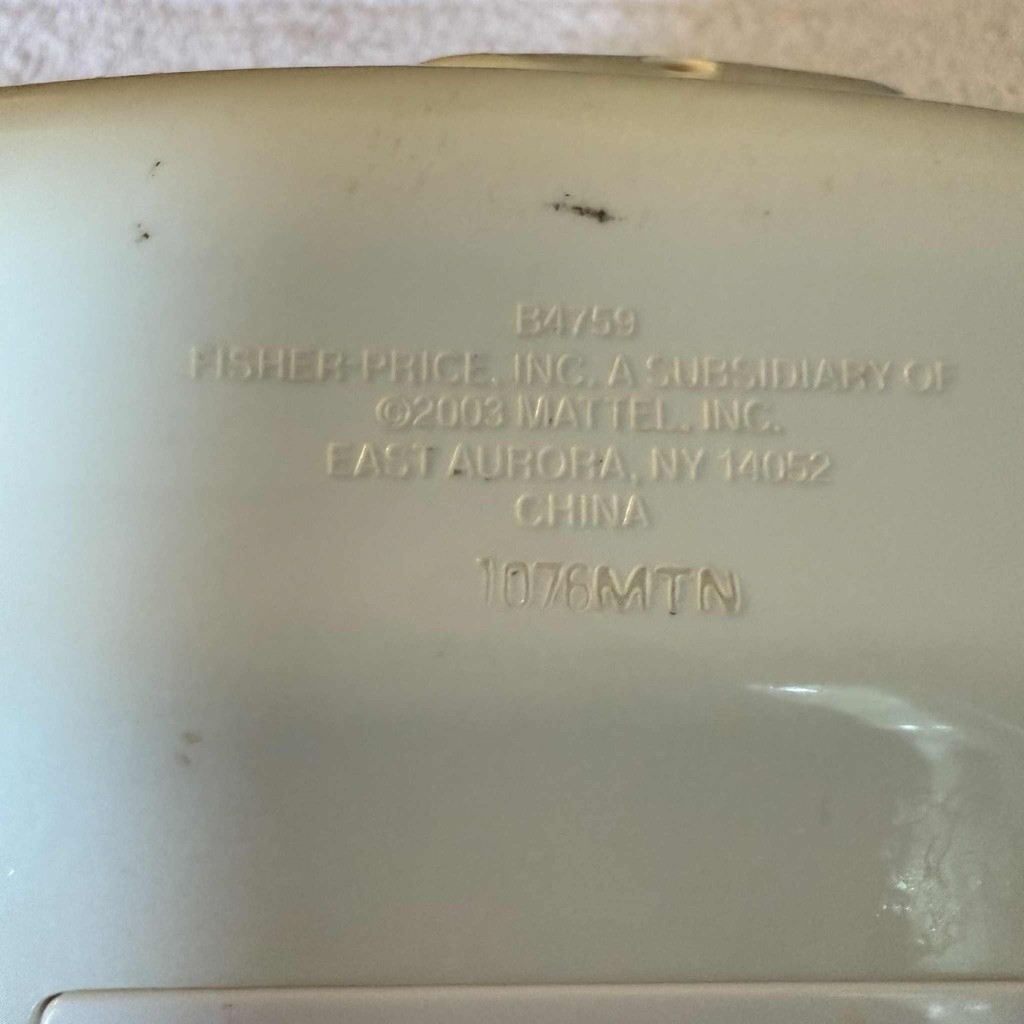 B4759
FISHER-PRICE, INC. A SUBSIDIARY OF
©2003 MATTEL, INC.
EAST AURORA, NY 14052
CHINA
1076MTN